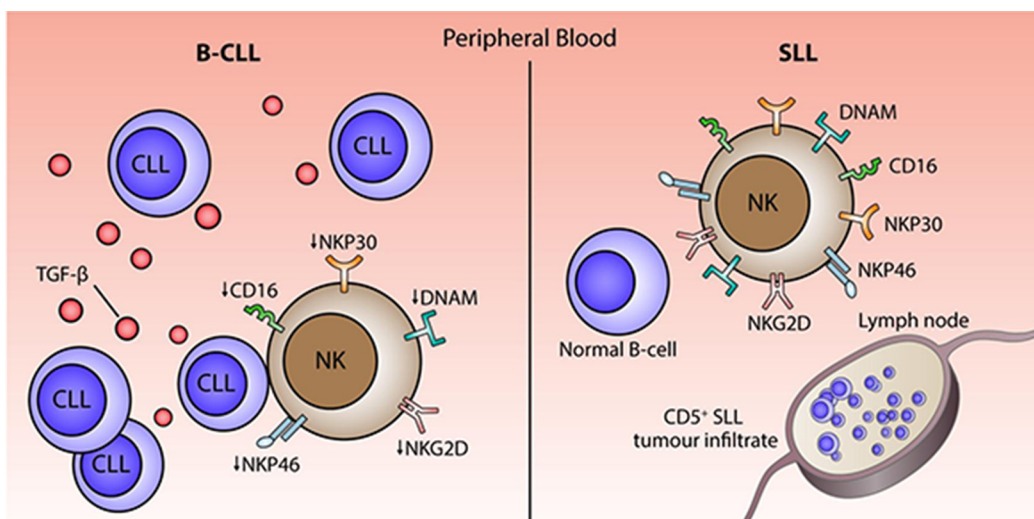 Peripheral Blood
B-CLL
CLL
CLL
TGF-β
↓NKP30
↓CD16
↓DNAM
NK
CLL
CLL
CLL
↓NKP46
↓NKG2D
SLL
DNAM
CD16
NK
NKP30
NKP46
NKG2D
Normal B-cell
Lymph node
CD5⁺ SLL
tumour infiltrate